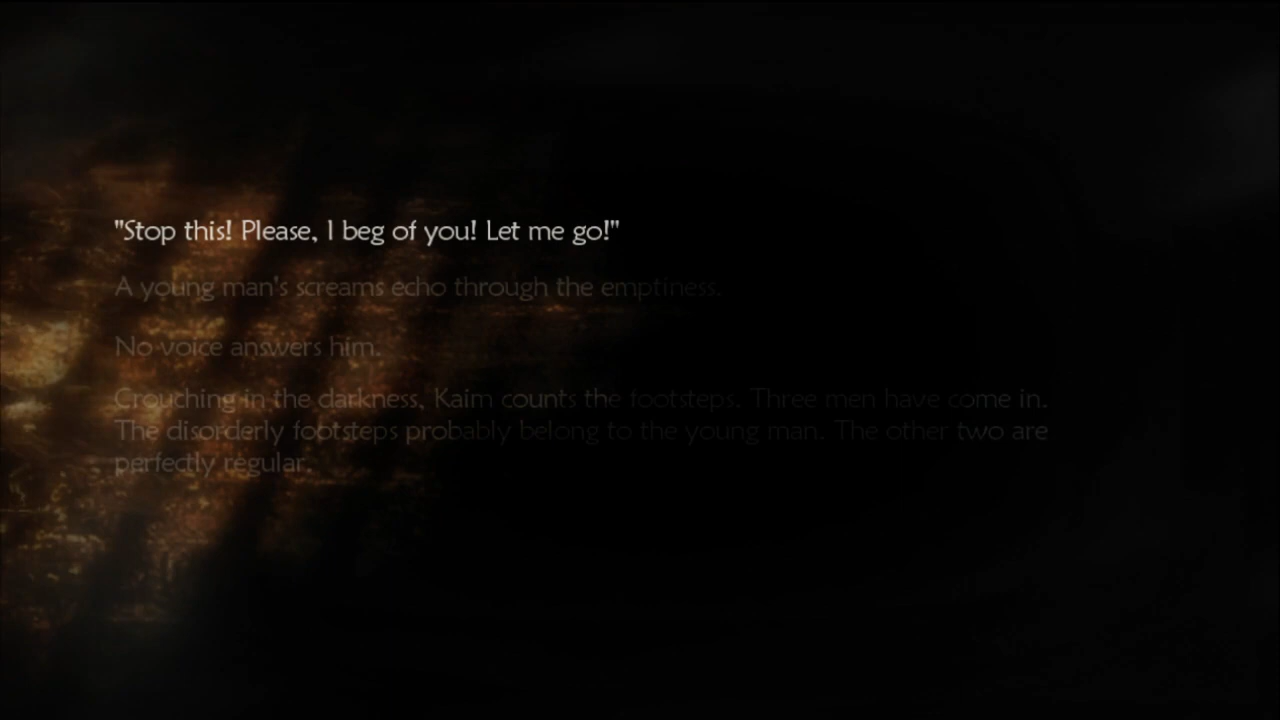 "Stop this! Please, I beg of you! Let me go!"
A young man's screams echo through the emptiness.
No voice answers him.
Crouching in the darkness, Kaim counts the footsteps. Three men have come in.
The disorderly footsteps probably belong to the young man. The other two are
perfectly regular.